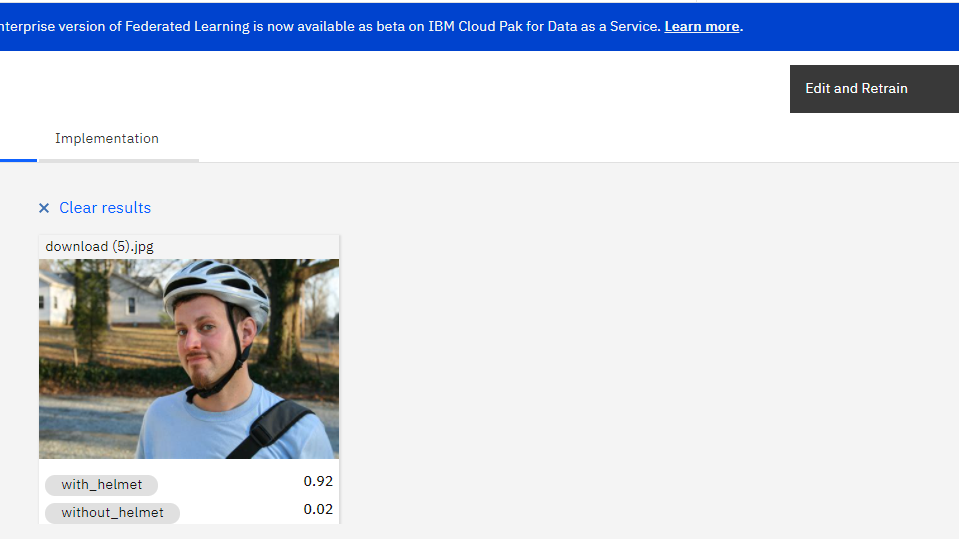 nterprise version of Federated Learning is now available as beta on IBM Cloud Pak for Data as a Service. Learn more.
Edit and Retrain
Implementation
× Clear results
download (5).jpg
with_helmet 0.92
without_helmet 0.02